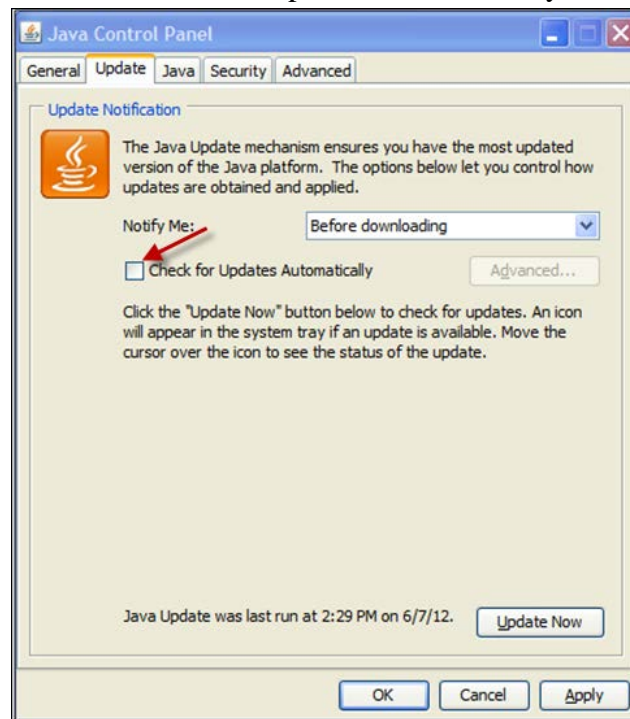 Java Control Panel
General Update Java Security Advanced
Update Notification
The Java Update mechanism ensures you have the most updated
version of the Java platform. The options below let you control how
updates are obtained and applied.
Notify Me: Before downloading
Check for Updates Automatically Advanced...
Click the "Update Now" button below to check for updates. An icon
will appear in the system tray if an update is available. Move the
cursor over the icon to see the status of the update.
Java Update was last run at 2:29 PM on 6/7/12. Update Now
OK Cancel Apply